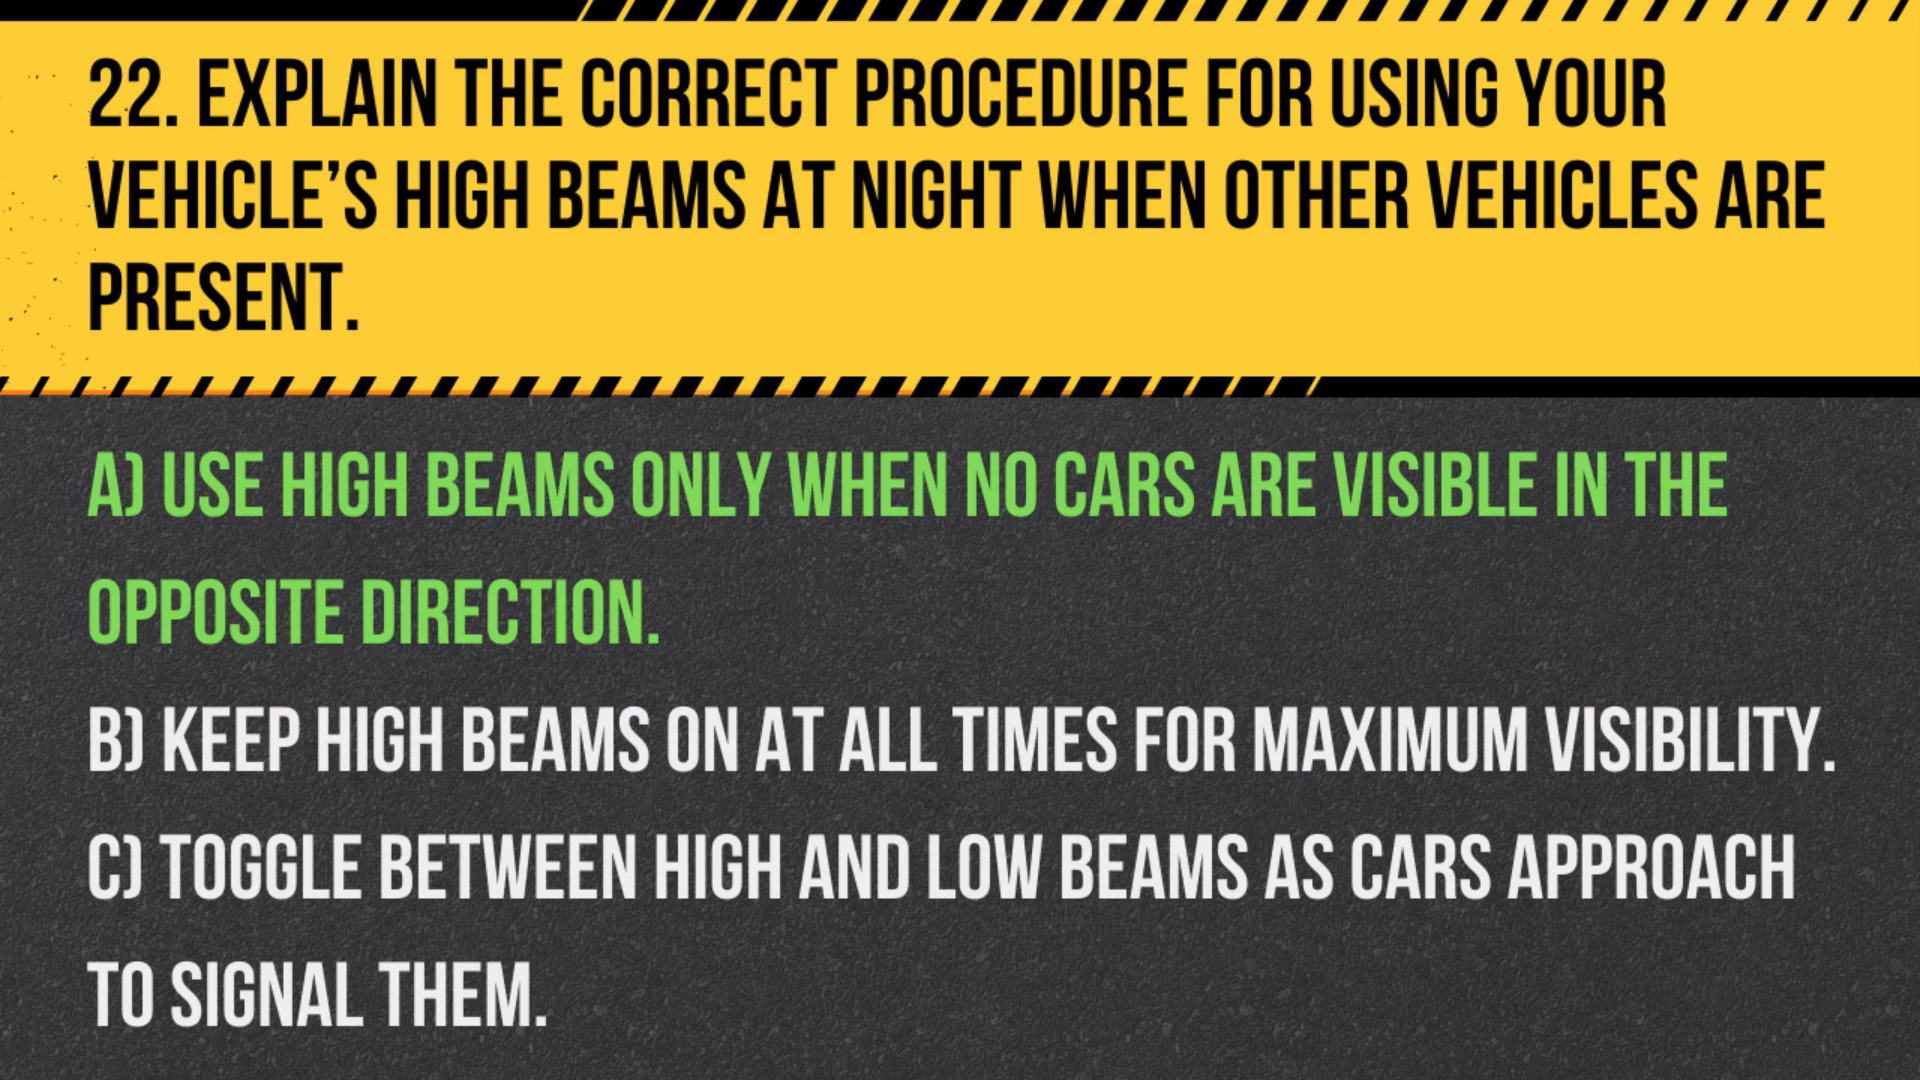 22. EXPLAIN THE CORRECT PROCEDURE FOR USING YOUR
VEHICLE’S HIGH BEAMS AT NIGHT WHEN OTHER VEHICLES ARE
PRESENT.
A) USE HIGH BEAMS ONLY WHEN NO CARS ARE VISIBLE IN THE
OPPOSITE DIRECTION.
B) KEEP HIGH BEAMS ON AT ALL TIMES FOR MAXIMUM VISIBILITY.
C) TOGGLE BETWEEN HIGH AND LOW BEAMS AS CARS APPROACH
TO SIGNAL THEM.